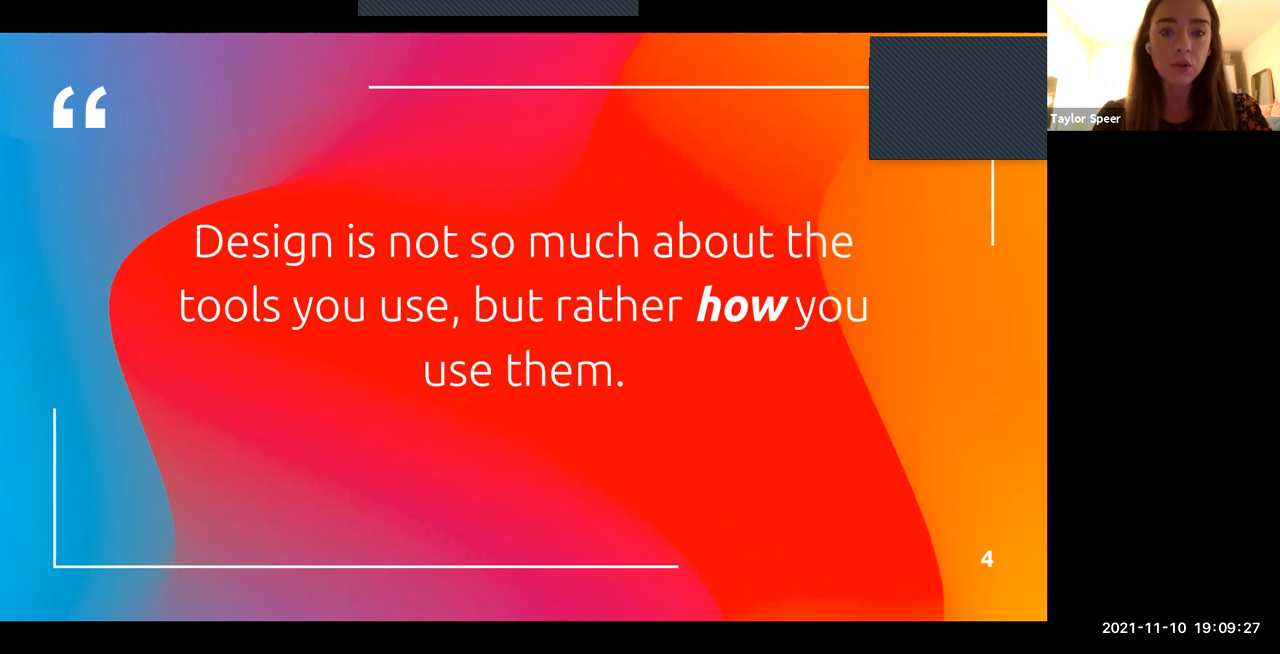 “
Taylor Speer
Design is not so much about the
tools you use, but rather how you
use them.
4
2021-11-10 19:09:27